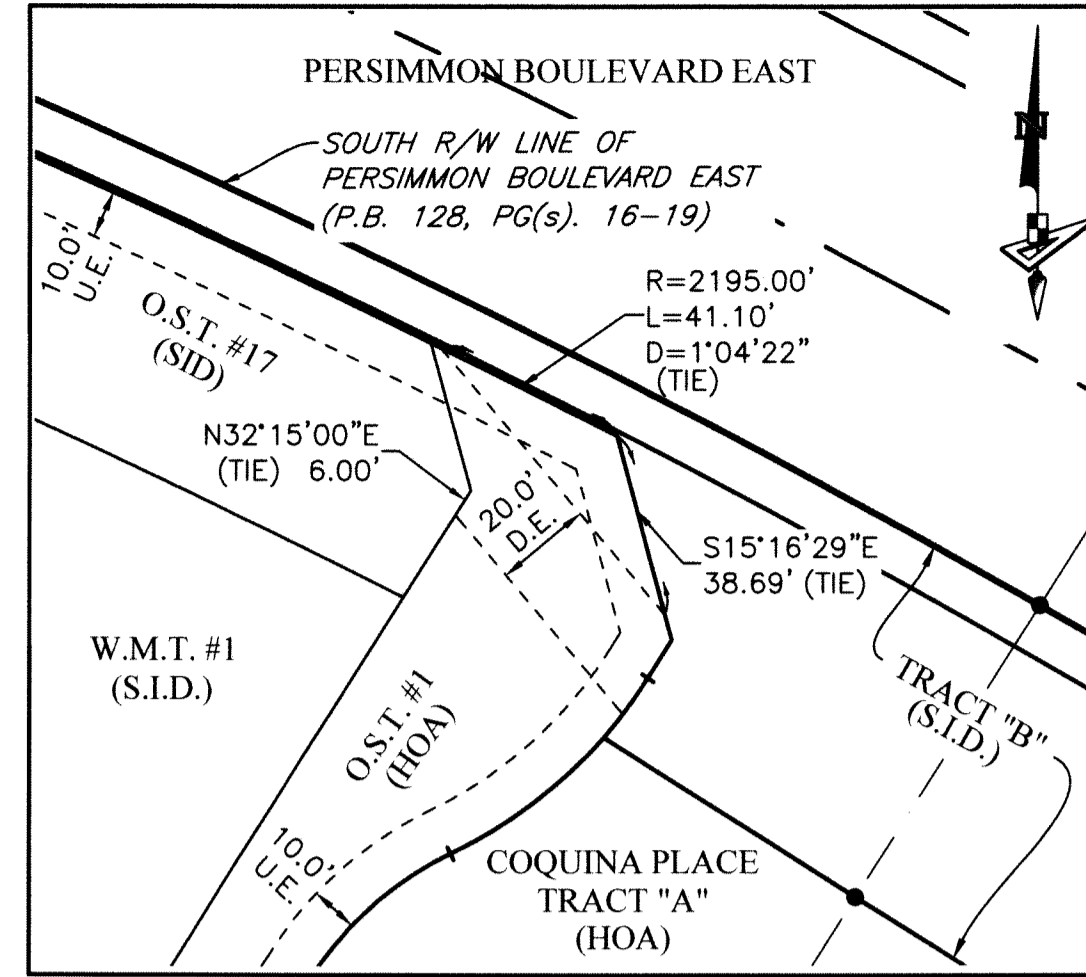 PERSIMMON BOULEVARD EAST
N
SOUTH R/W LINE OF
PERSIMMON BOULEVARD EAST
(P.B. 128, PG(s). 16-19)
10.0'
U.E.
O.S.T. #17
(SID)
R=2195.00'
L=41.10'
D=1°04'22"
(TIE)
N32°15'00"E
(TIE) 6.00'
20.0'
D.E.
S15°16'29"E
38.69' (TIE)
W.M.T. #1
(S.I.D.)
O.S.T. #1
(HOA)
TRACT "B"
(S.I.D.)
10.0'
U.E.
COQUINA PLACE
TRACT "A"
(HOA)